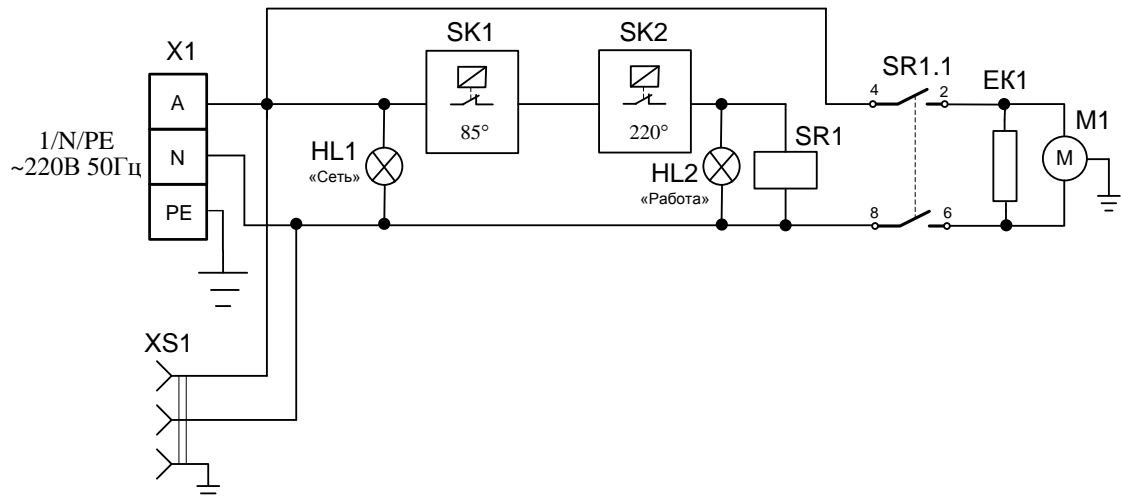 SK1
SK2
X1
SR1.1
ЕК1
4
2
A
M1
1/N/PE
~220В 50Гц
85°
220°
SR1
N
HL1
«Сеть»
HL2
«Работа»
M
PE
8
6
XS1